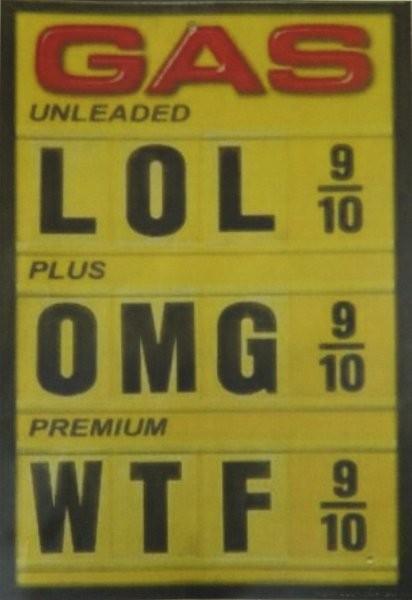 GAS
UNLEADED
LOL 9/10
PLUS
OMG 9/10
PREMIUM
WTF 9/10